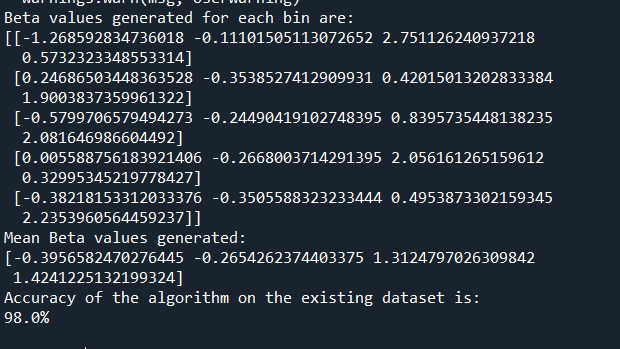 warnings.warn(msg, UserWarning)
Beta values generated for each bin are:
[[-1.268592834736018 -0.11101505113072652 2.751126240937218
0.5732323348553314]
[0.24686503448363528 -0.3538527412909931 0.42015013202833384
1.9003837359961322]
[-0.5799706579494273 -0.24490419102748395 0.8395735448138235
2.081646986604492]
[0.005588756183921406 -0.2668003714291395 2.056161265159612
0.32995345219778427]
[-0.38218153312033376 -0.3505588323233444 0.4953873302159345
2.2353960564459237]]
Mean Beta values generated:
[-0.3956582470276445 -0.2654262374403375 1.3124797026309842
1.4241225132199324]
Accuracy of the algorithm on the existing dataset is:
98.0%